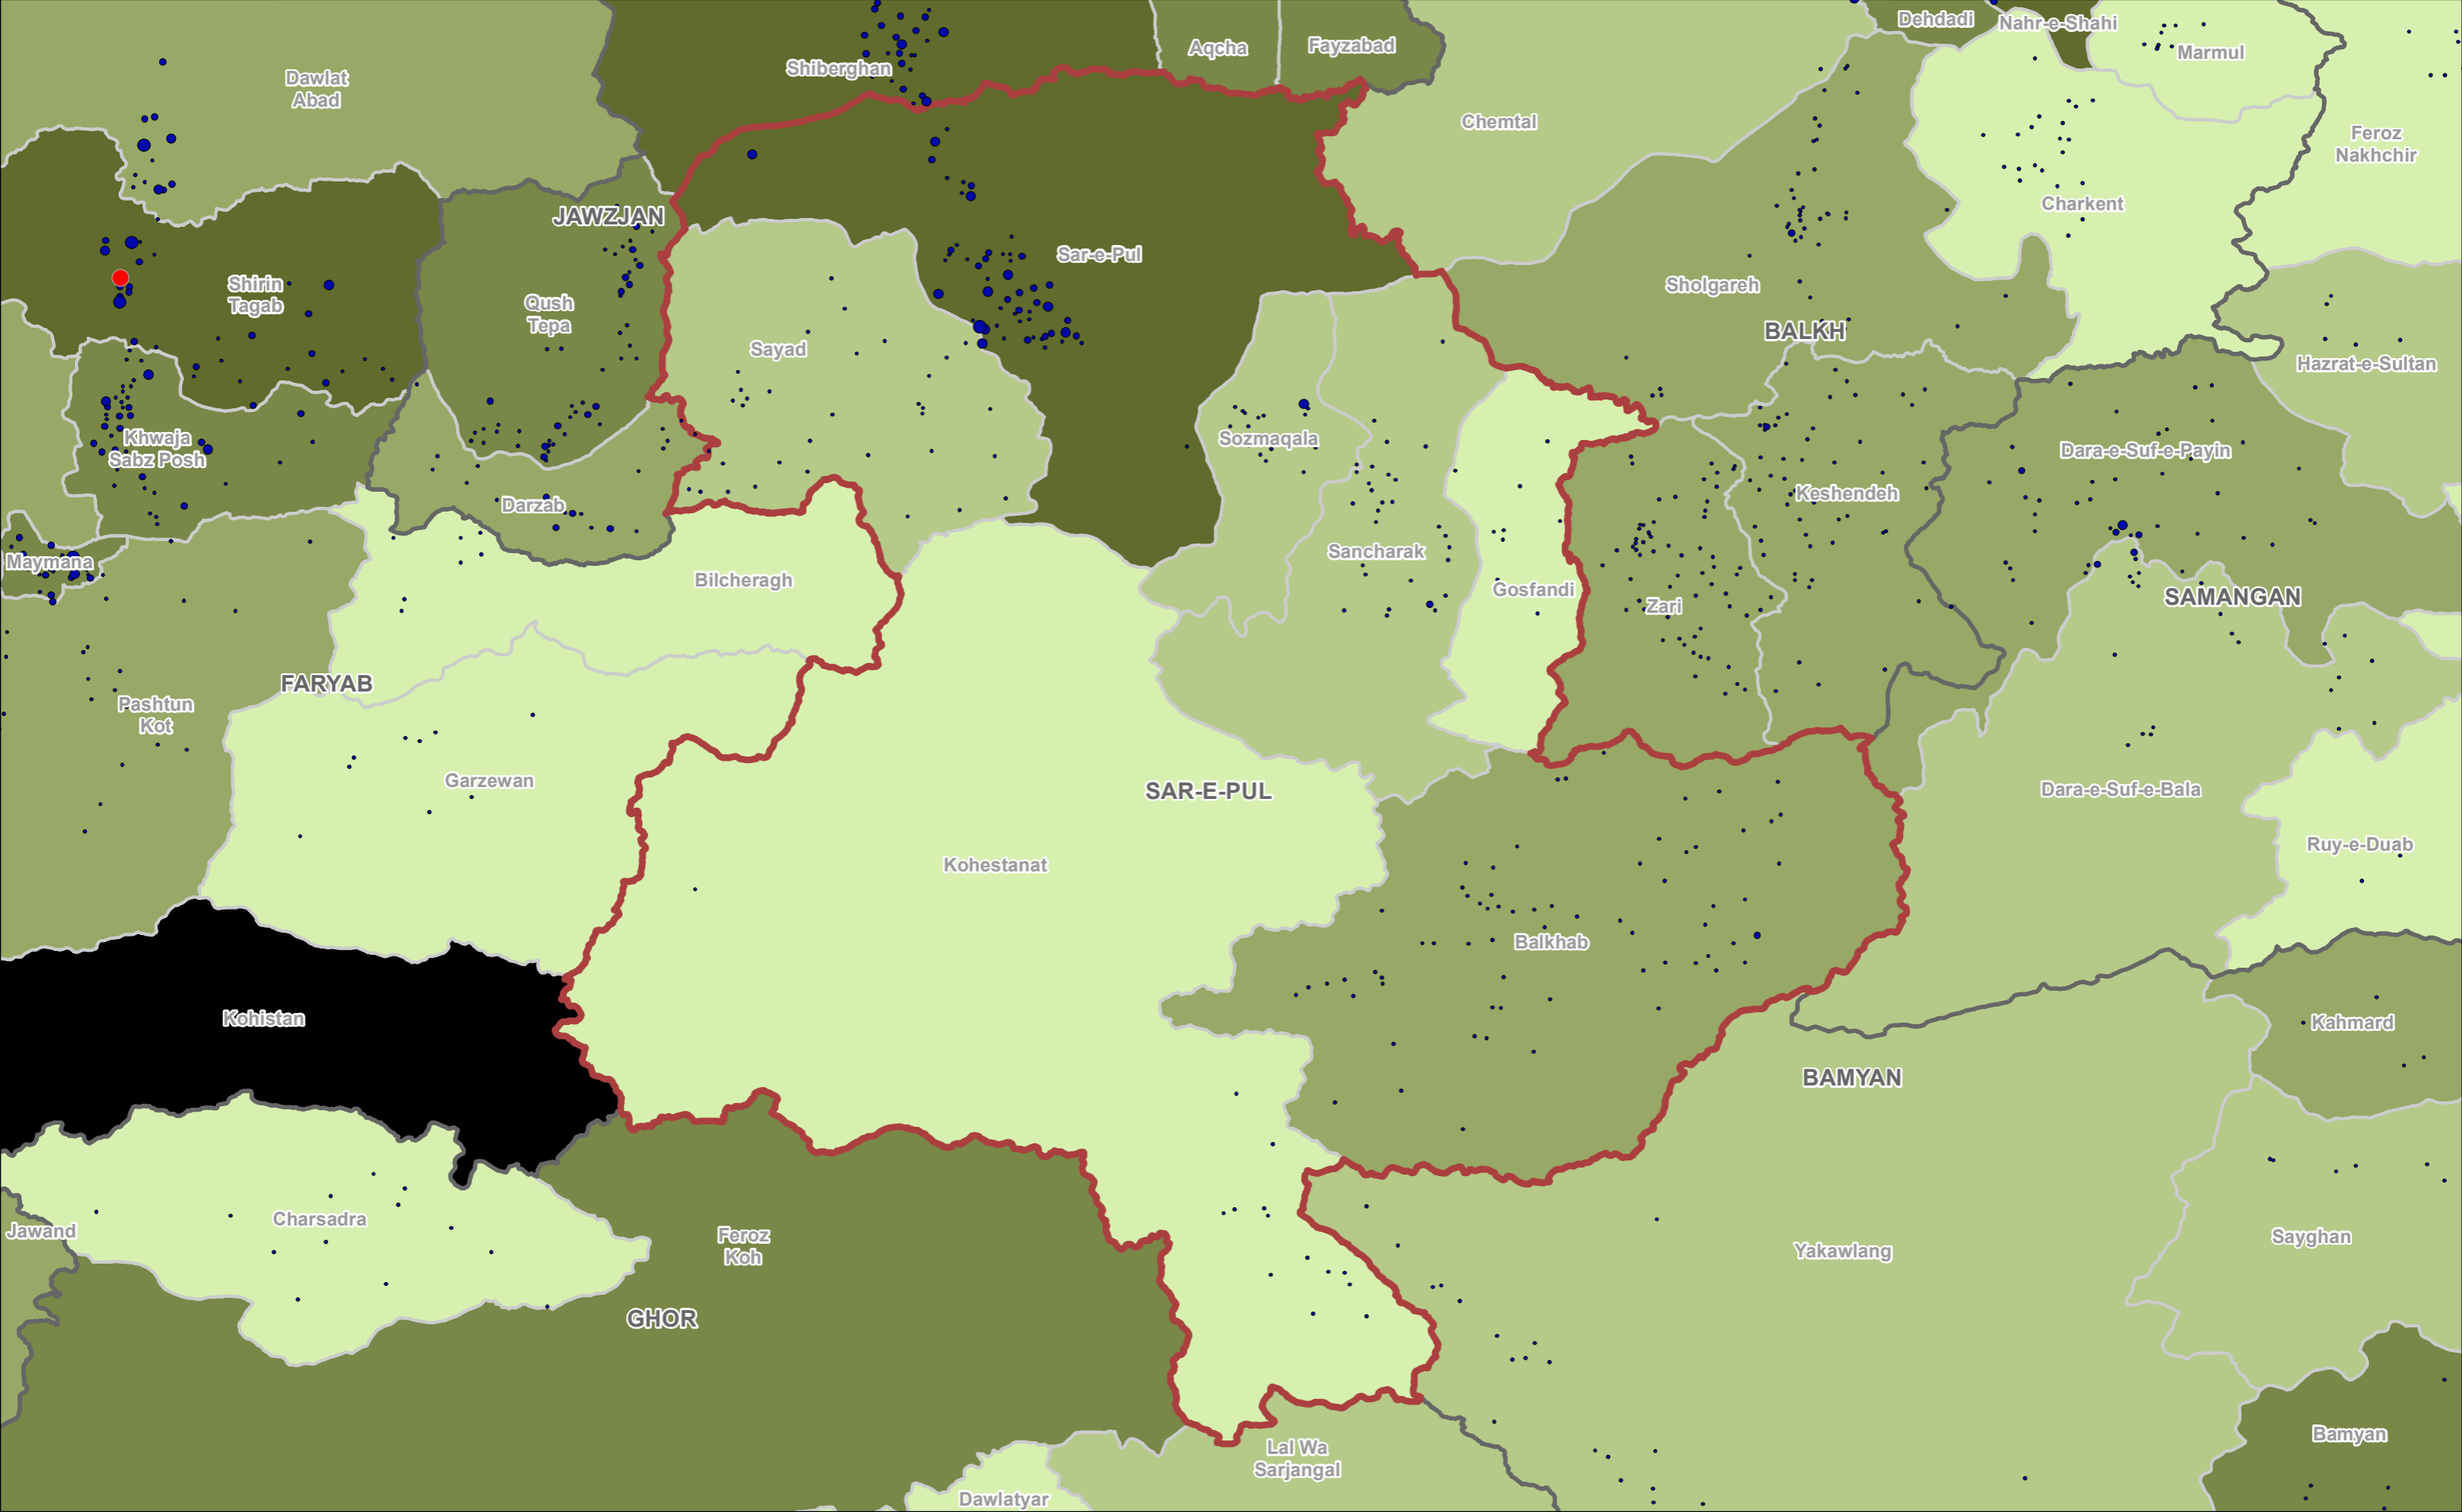 Dehdadi
Nahr-e-Shahi
Aqcha
Fayzabad
Marmul
Shiberghan
Dawlat
Abad
Chemtal
Feroz
Nakhchir
Charkent
JAWZJAN
Sar-e-Pul
Shirin
Tagab
Sholgareh
Qush
Tepa
BALKH
Sayad
Hazrat-e-Sultan
Khwaja
Sabz Posh
Sozmaqala
Dara-e-Suf-e-Payin
Keshendeh
Darzab
Sancharak
Maymana
Bilcheragh
Gosfandi
SAMANGAN
Zari
FARYAB
Pashtun
Kot
Garzewan
SAR-E-PUL
Dara-e-Suf-e-Bala
Ruy-e-Duab
Kohestanat
Balkhab
Kohistan
Kahmard
BAMYAN
Charsadra
Jawand
Feroz
Koh
Sayghan
Yakawlang
GHOR
Bamyan
Lal Wa
Sarjangal
Dawlatyar